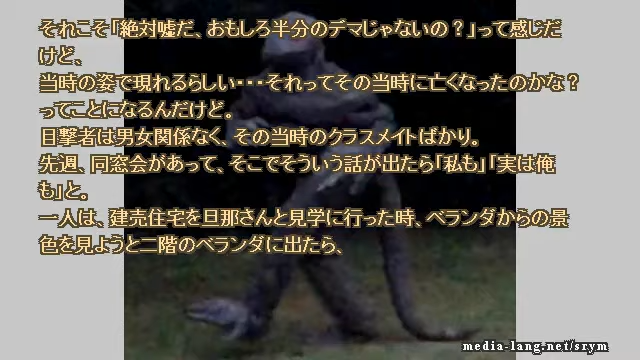 それこそ「絶対嘘だ、おもしろ半分のデマじゃないの？」って感じだ
けど、
当時の姿で現れるらしい・・・それってその当時に亡くなったのかな？
ってことになるんだけど。
目撃者は男女関係なく、その当時のクラスメイトばかり。
先週、同窓会があって、そこでそういう話が出たら「私も」「実は俺
も」と。
一人は、建売住宅を旦那さんと見学に行った時、ベランダからの景
色を見ようと二階のベランダに出たら、
media-lang.net/srym